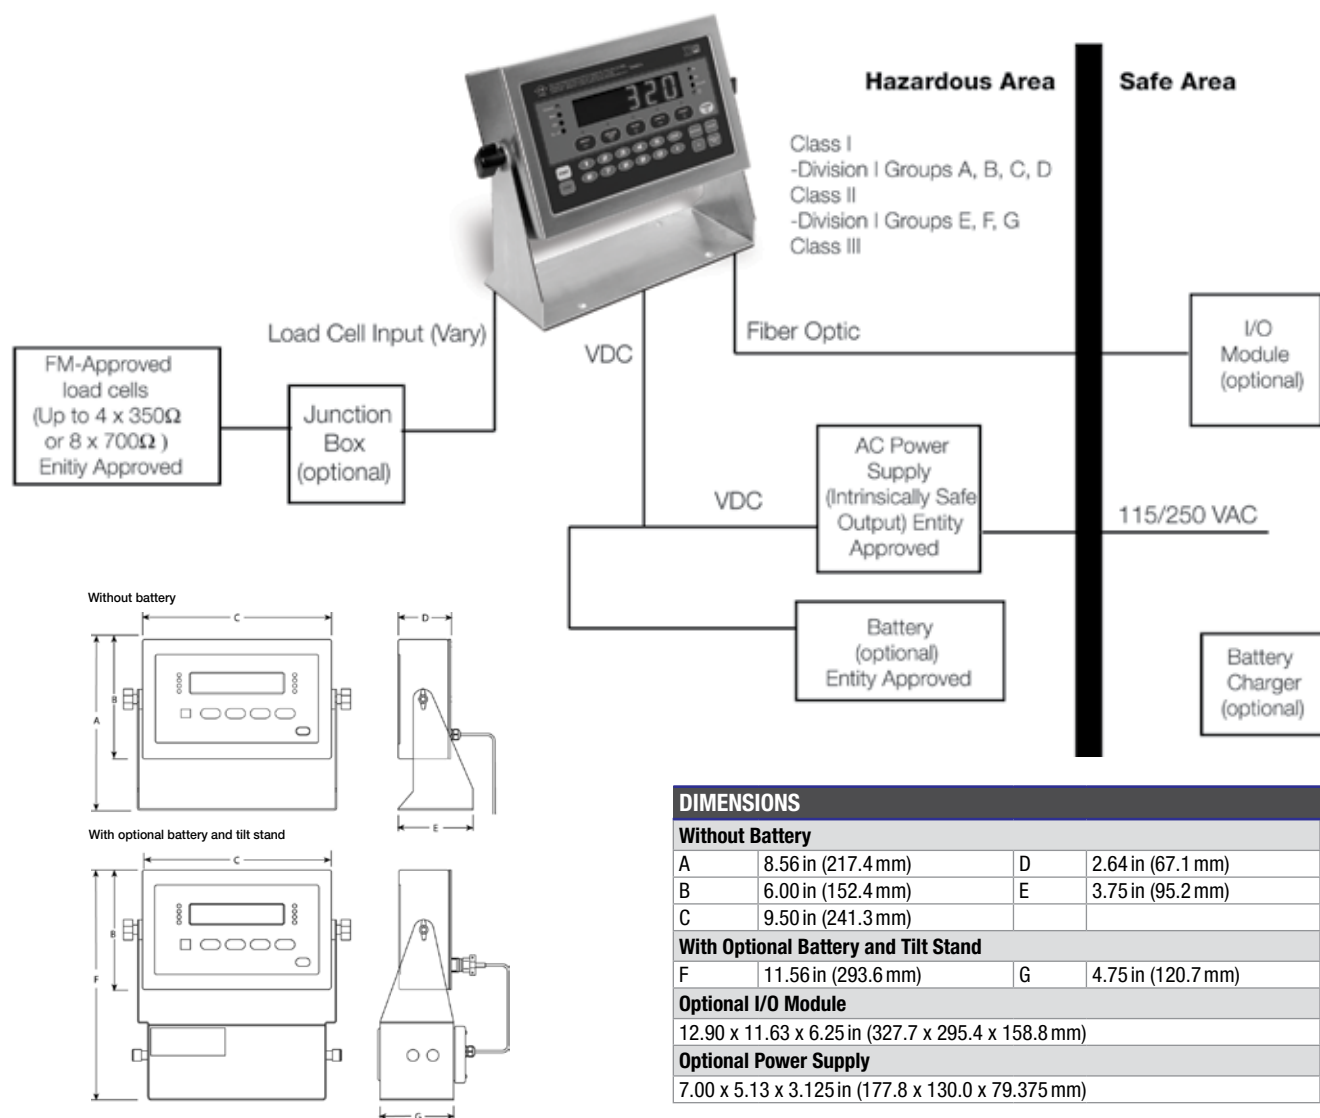 320
Hazardous Area
Safe Area
Class I
-Division I Groups A, B, C, D
Class II
-Division I Groups E, F, G
Class III
Load Cell Input (Vary)
VDC
Fiber Optic
I/O
Module
(optional)
FM-Approved
load cells
(Up to 4 x 350Ω
or 8 x 700Ω )
Enitiy Approved
Junction
Box
(optional)
AC Power
Supply
(Intrinsically Safe
Output) Entity
Approved
VDC
115/250 VAC
Battery
(optional)
Entity Approved
Battery
Charger
(optional)
Without battery
C
D
A
B
E
With optional battery and tilt stand
C
B
F
G
DIMENSIONS
Without Battery
A 8.56 in (217.4 mm) D 2.64 in (67.1 mm)
B 6.00 in (152.4 mm) E 3.75 in (95.2 mm)
C 9.50 in (241.3 mm)
With Optional Battery and Tilt Stand
F 11.56 in (293.6 mm) G 4.75 in (120.7 mm)
Optional I/O Module
12.90 x 11.63 x 6.25 in (327.7 x 295.4 x 158.8 mm)
Optional Power Supply
7.00 x 5.13 x 3.125 in (177.8 x 130.0 x 79.375 mm)